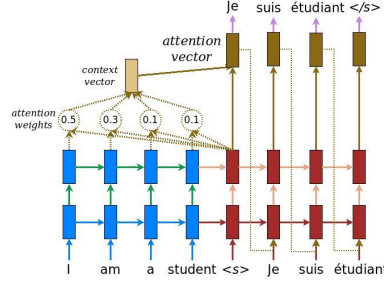 Je suis étudiant </s>
attention
vector
context
vector
attention
weights
0.5 0.3 0.1 0.1
I am a student <s> Je suis étudiant